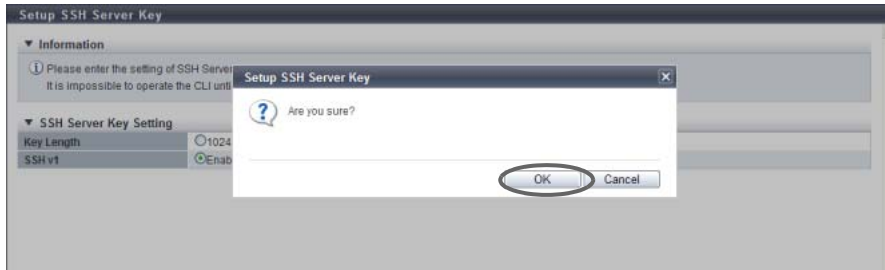 Setup SSH Server Key
▼ Information
Please enter the setting of SSH Server
It is impossible to operate the CLI unti
▼ SSH Server Key Setting
Key Length 1024
SSH v1 Enab
Setup SSH Server Key
Are you sure?
OK Cancel